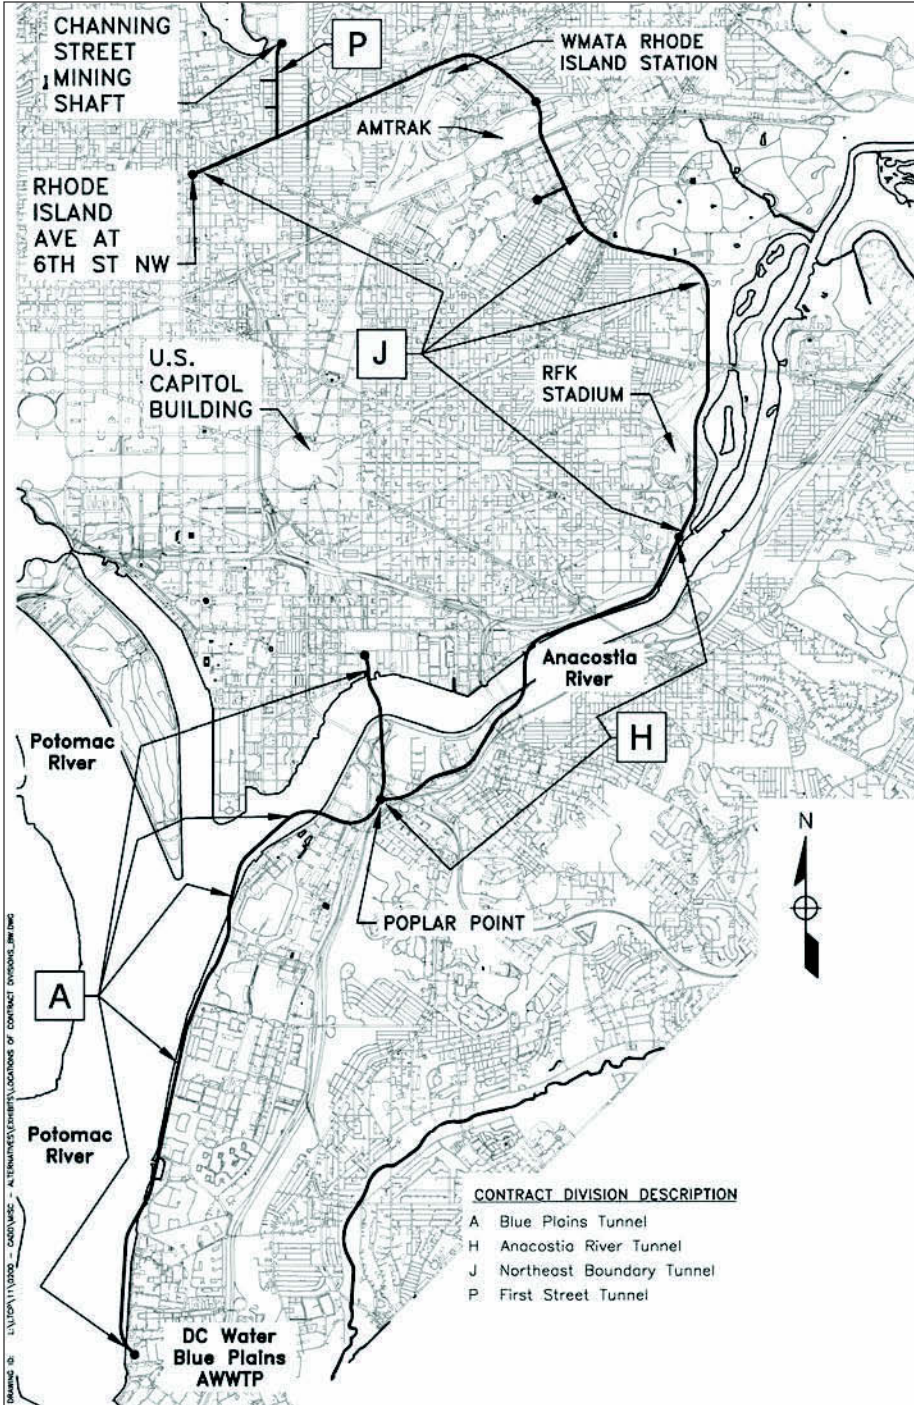 CHANNING
STREET
MINING
SHAFT
P
WMATA RHODE
ISLAND STATION
AMTRAK
RHODE
ISLAND
AVE AT
6TH ST NW
J
U.S.
CAPITOL
BUILDING
RFK
STADIUM
Anacostia
River
H
Potomac
River
N
POPLAR POINT
A
Potomac
River
CONTRACT DIVISION DESCRIPTION
A Blue Plains Tunnel
H Anacostia River Tunnel
J Northeast Boundary Tunnel
P First Street Tunnel
DC Water
Blue Plains
AWWTP